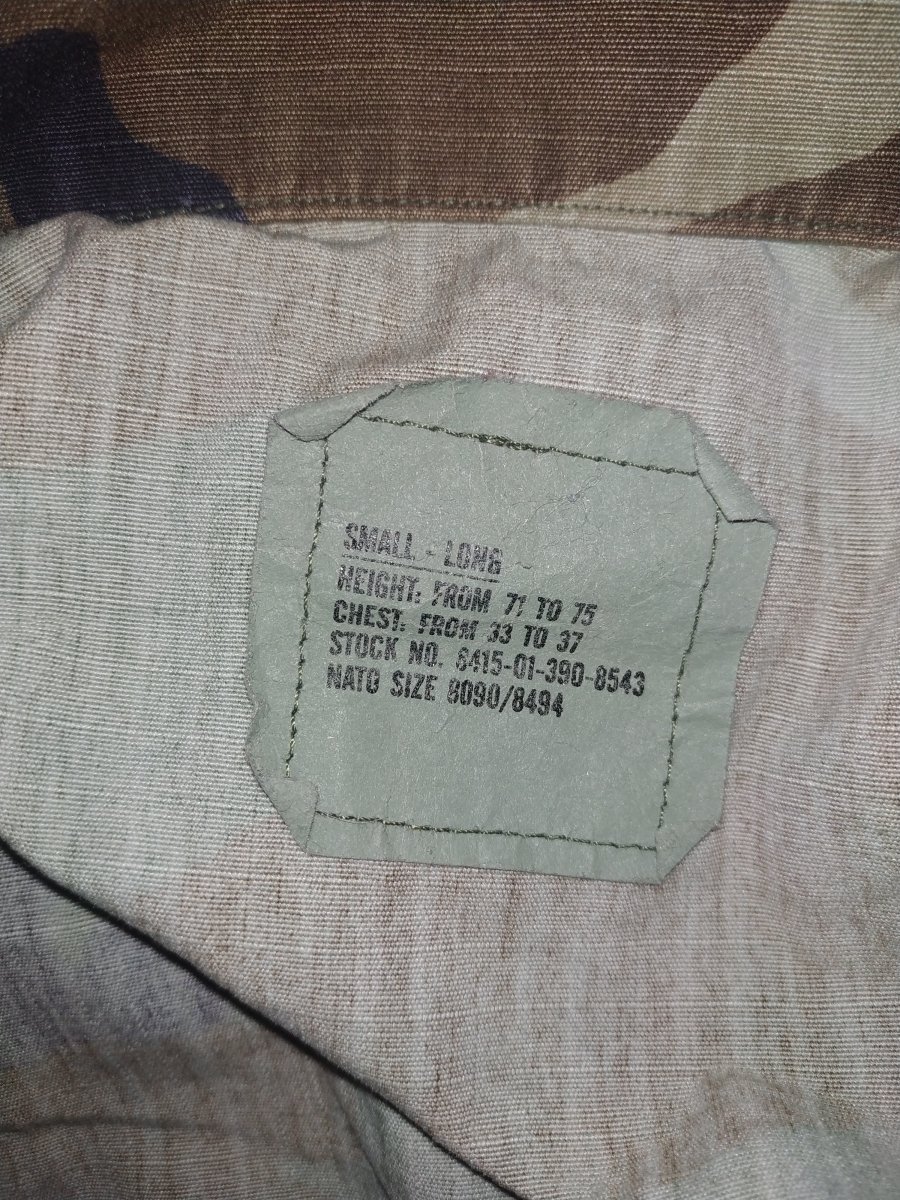 SMALL - LONG
HEIGHT: FROM 71 TO 75
CHEST: FROM 33 TO 37
STOCK NO. 8415-01-390-8543
NATO SIZE 8090/8494